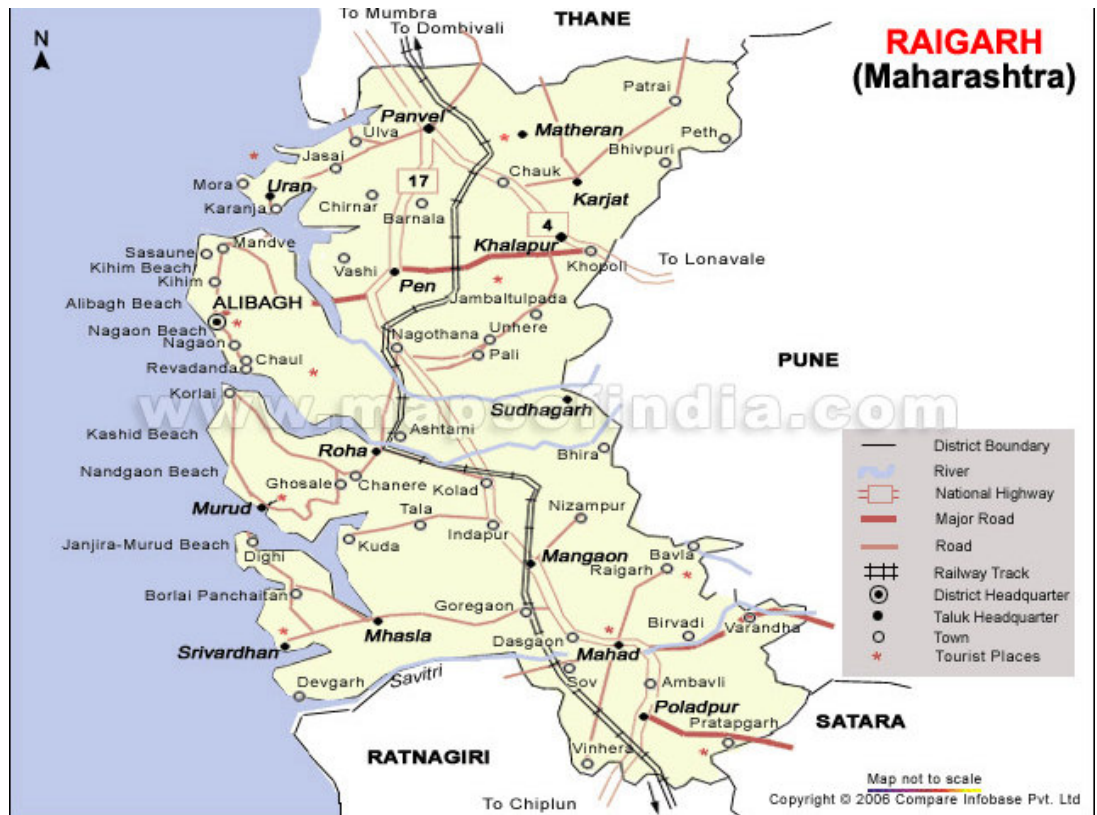 To Mumbra
THANE
To Dombivali
N
RAIGARH
(Maharashtra)
Patrai
Panvel
Ulva
Matheran
Peth
Bhivpuri
Jasai
Chauk
Mora
Uran
17
Karjat
Chirnar
Karanja
Barnala
4
Mandve
Khalapur
Sasaune
Khopoli
To Lonavale
Kihim Beach
Vashi
Kihim
Pen
Jambaltulpada
Alibagh Beach
ALIBAGH
Unhere
Nagaon Beach
Nagothana
Nagaon
Pali
PUNE
Chaul
Revadanda
Korlai
www.mapsofindia.com
Sudhagarh
Kashid Beach
Ashtami
Roha
Bhira
Nandgaon Beach
Ghosale
Chanere
Kolad
Murud
Tala
Nizampur
Indapur
Janjira-Murud Beach
Dighi
Kuda
Mangaon
Bavla
Raigarh
Borlai Panchaitan
Goregaon
Mhasla
Birvadi
Varandha
Dasgaon
Srivardhan
Mahad
Savitri
Devgarh
Sov
Ambavli
Poladpur
Pratapgarh
SATARA
RATNAGIRI
Vinhera
To Chiplun
District Boundary
River
National Highway
Major Road
Road
Railway Track
District Headquarter
Taluk Headquarter
Town
Tourist Places
Map not to scale
Copyright © 2006 Compare Infobase Pvt. Ltd